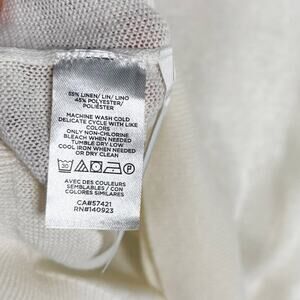 55% LINEN/ LIN/ LINO
45% POLYESTER/
POLIÉSTER
MACHINE WASH COLD
DELICATE CYCLE WITH LIKE
COLORS
ONLY NON-CHLORINE
BLEACH WHEN NEEDED
TUMBLE DRY LOW
COOL IRON WHEN NEEDED
OR DRY CLEAN
30
AVEC DES COULEURS
SEMBLABLES / CON
COLORES SIMILARES
CA#57421
RN#140923